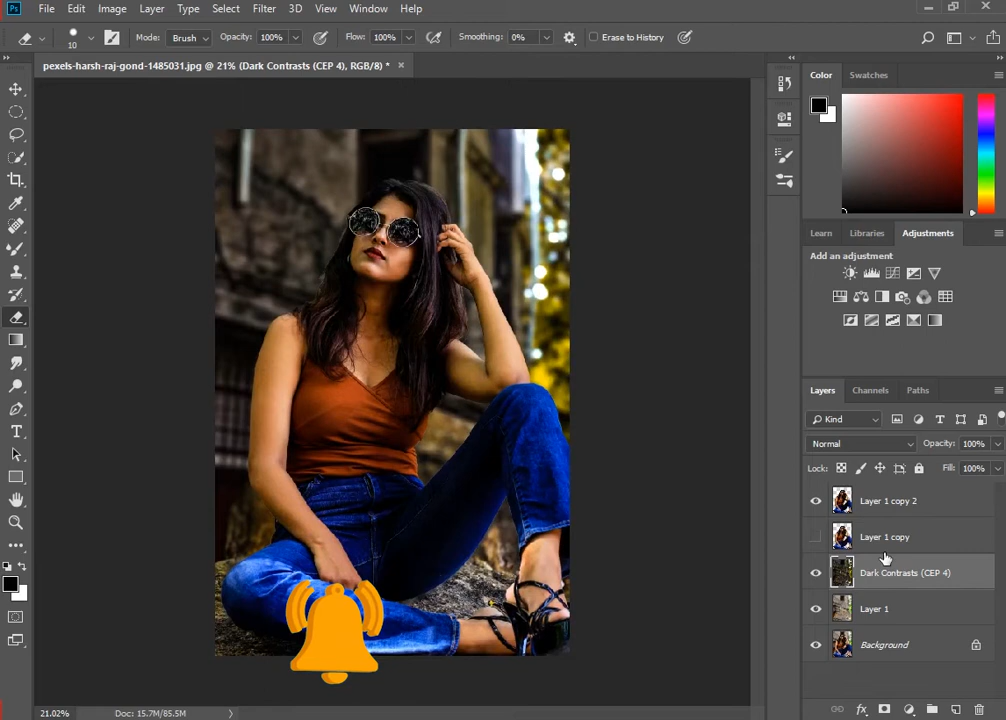 Ps File Edit Image Layer Type Select Filter 3D View Window Help
10 Mode: Brush Opacity: 100% Flow: 100% Smoothing: 0% Erase to History
pexels-harsh-raj-gond-1485031.jpg @ 21% (Dark Contrasts (CEP 4), RGB/8) *
Color Swatches
Learn Libraries Adjustments
Add an adjustment
Layers Channels Paths
Kind
Normal Opacity: 100%
Lock: Fill: 100%
Layer 1 copy 2
Layer 1 copy
Dark Contrasts (CEP 4)
Layer 1
Background
21.02% Doc: 15.7M/85.5M